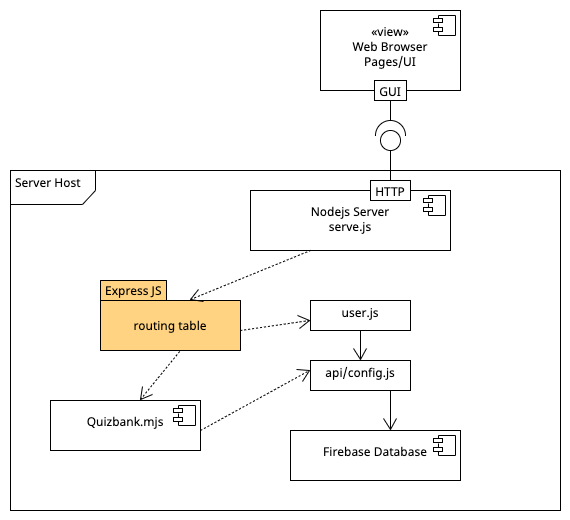 «view»
Web Browser
Pages/UI
GUI
Server Host
HTTP
Nodejs Server
serve.js
Express JS
routing table
user.js
api/config.js
Quizbank.mjs
Firebase Database